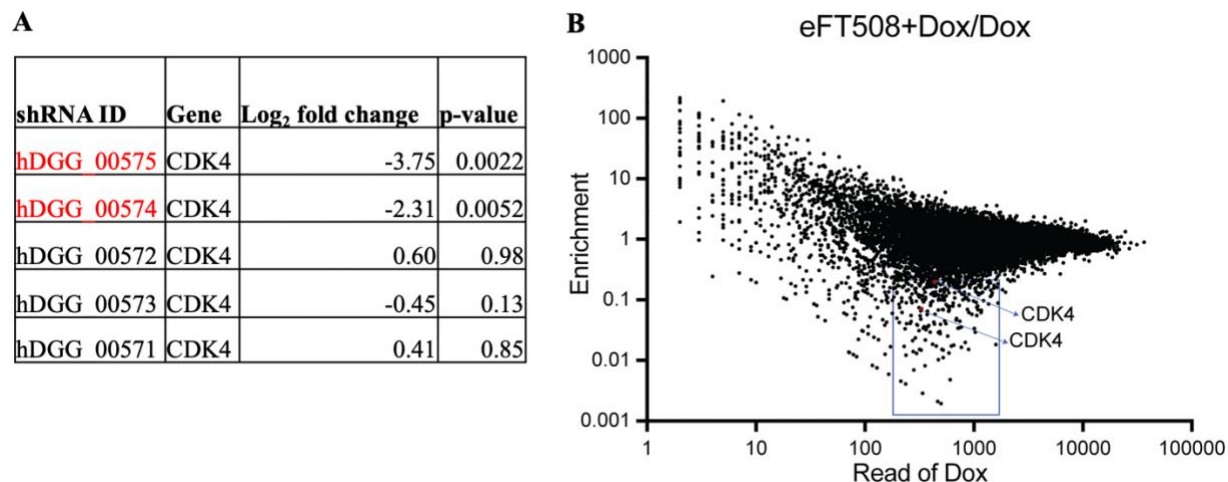 A
shRNA ID Gene Log₂ fold change p-value
hDGG_00575 CDK4 -3.75 0.0022
hDGG_00574 CDK4 -2.31 0.0052
hDGG_00572 CDK4 0.60 0.98
hDGG_00573 CDK4 -0.45 0.13
hDGG_00571 CDK4 0.41 0.85
B
eFT508+Dox/Dox
Enrichment
1000
100
10
1
0.1
0.01
0.001
CDK4
CDK4
1 10 100 1000 10000 100000
Read of Dox